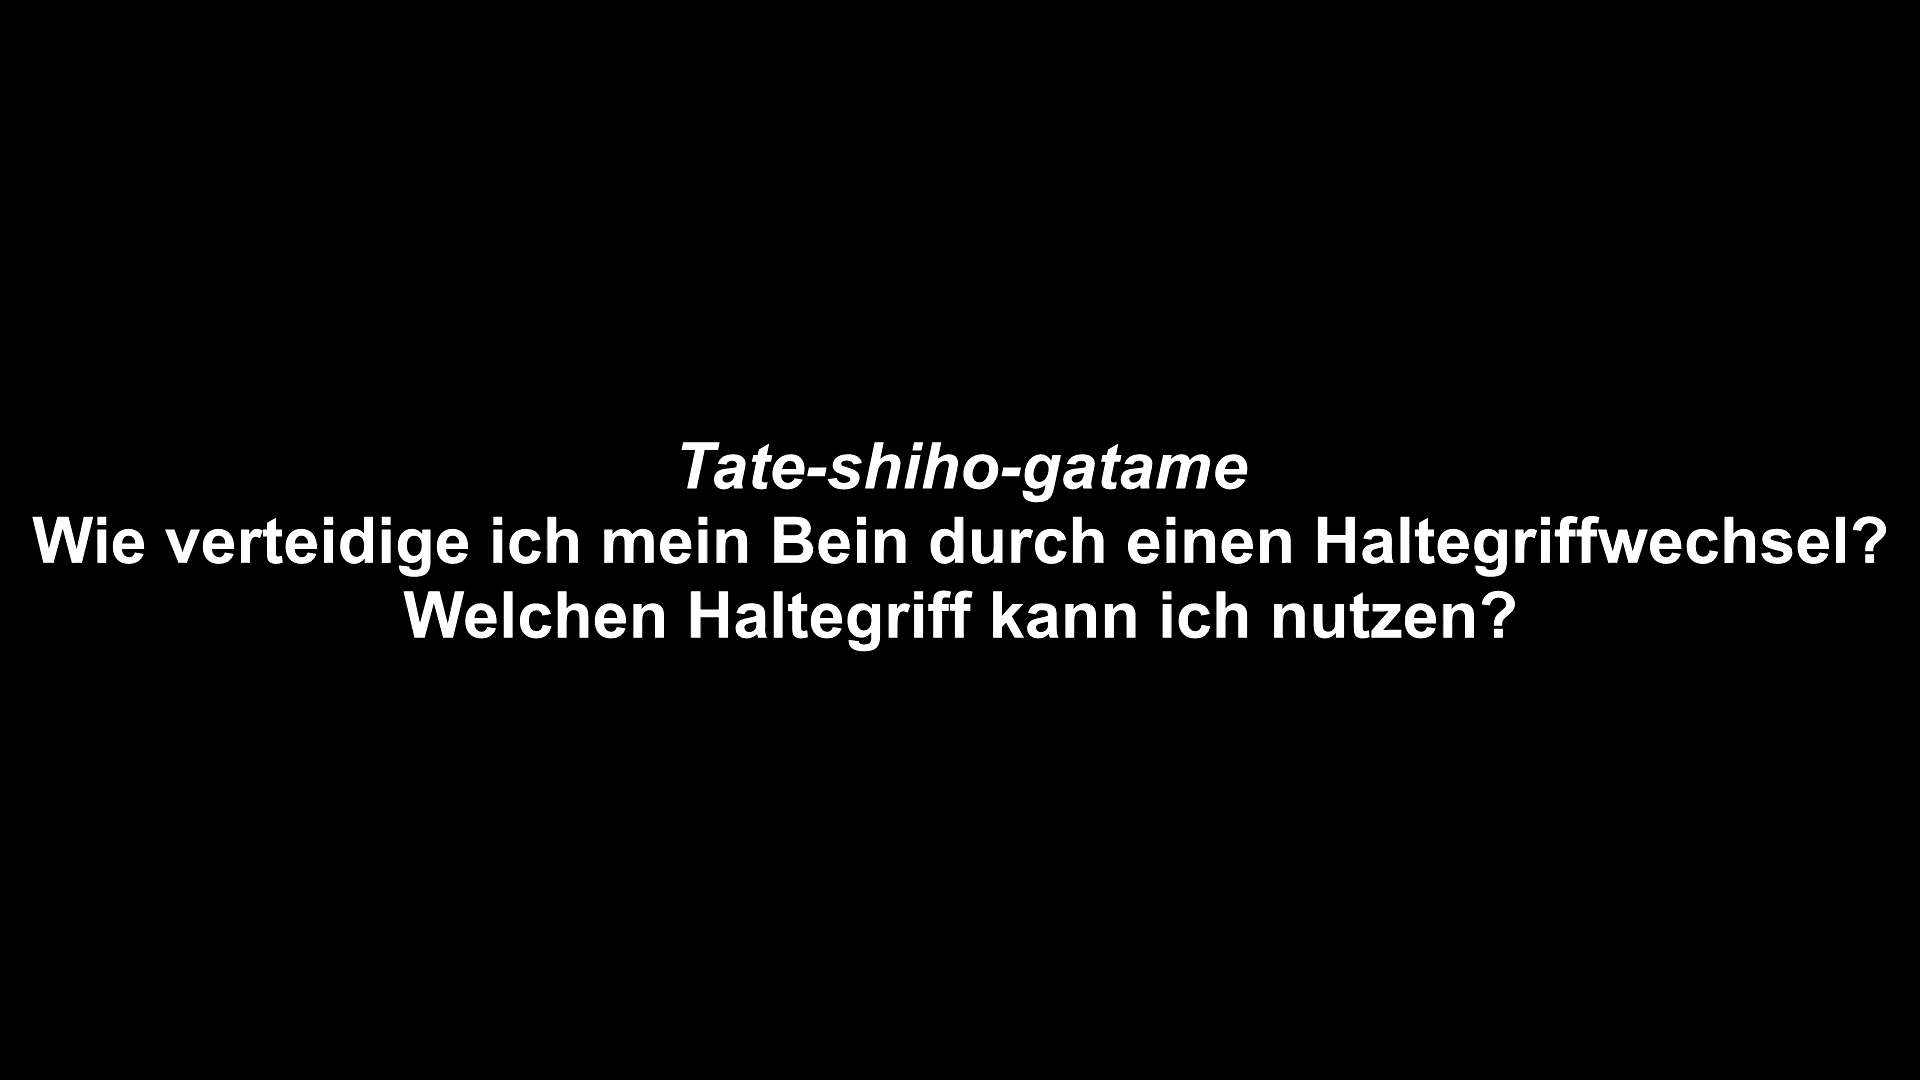 Tate-shiho-gatame
Wie verteidige ich mein Bein durch einen Haltegriffwechsel?
Welchen Haltegriff kann ich nutzen?